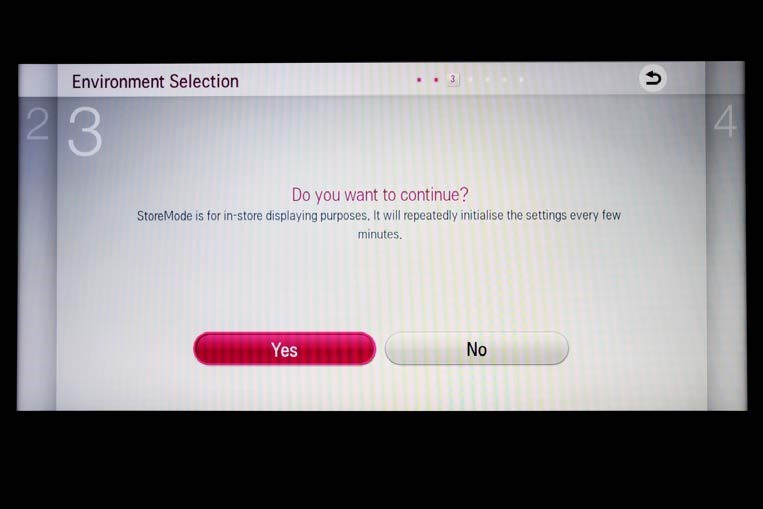 Environment Selection
3
2
3
4
Do you want to continue?
StoreMode is for in-store displaying purposes. It will repeatedly initialise the settings every few
minutes.
Yes
No